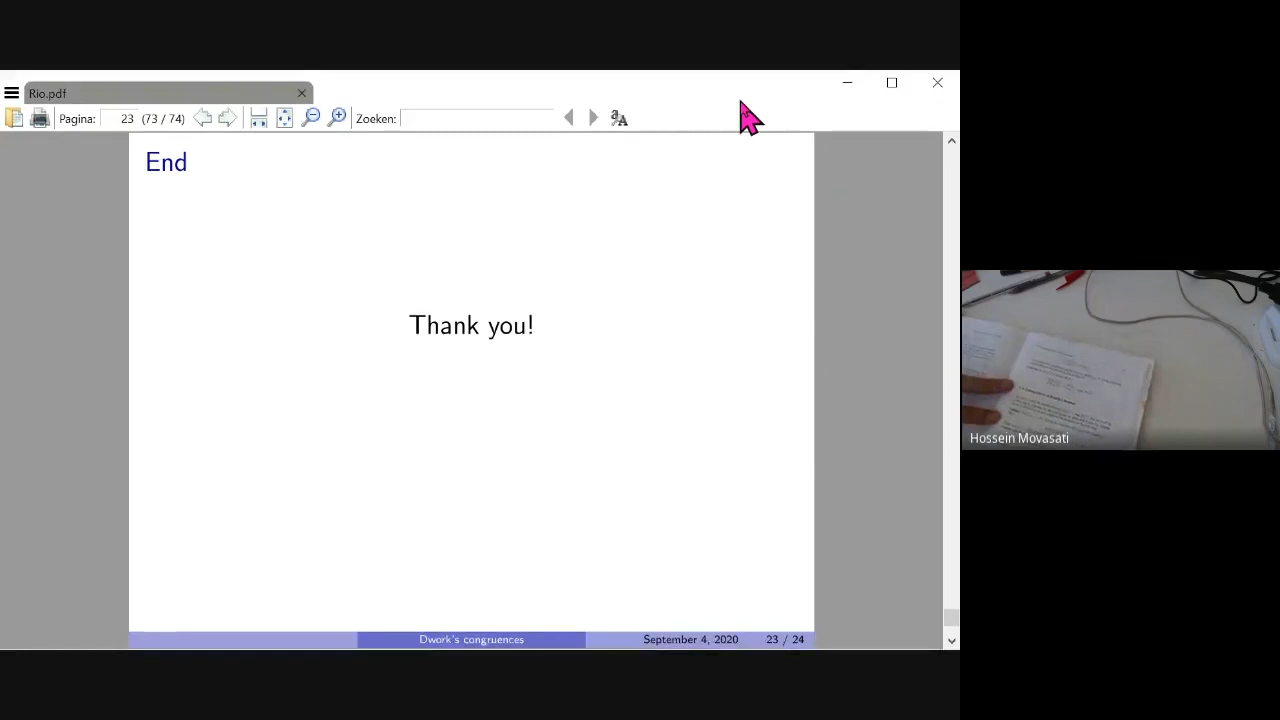 Rio.pdf
Pagina: 23 (73 / 74) Zoeken:
End
Thank you!
Dwork's congruences September 4, 2020 23 / 24
Hossein Movasati